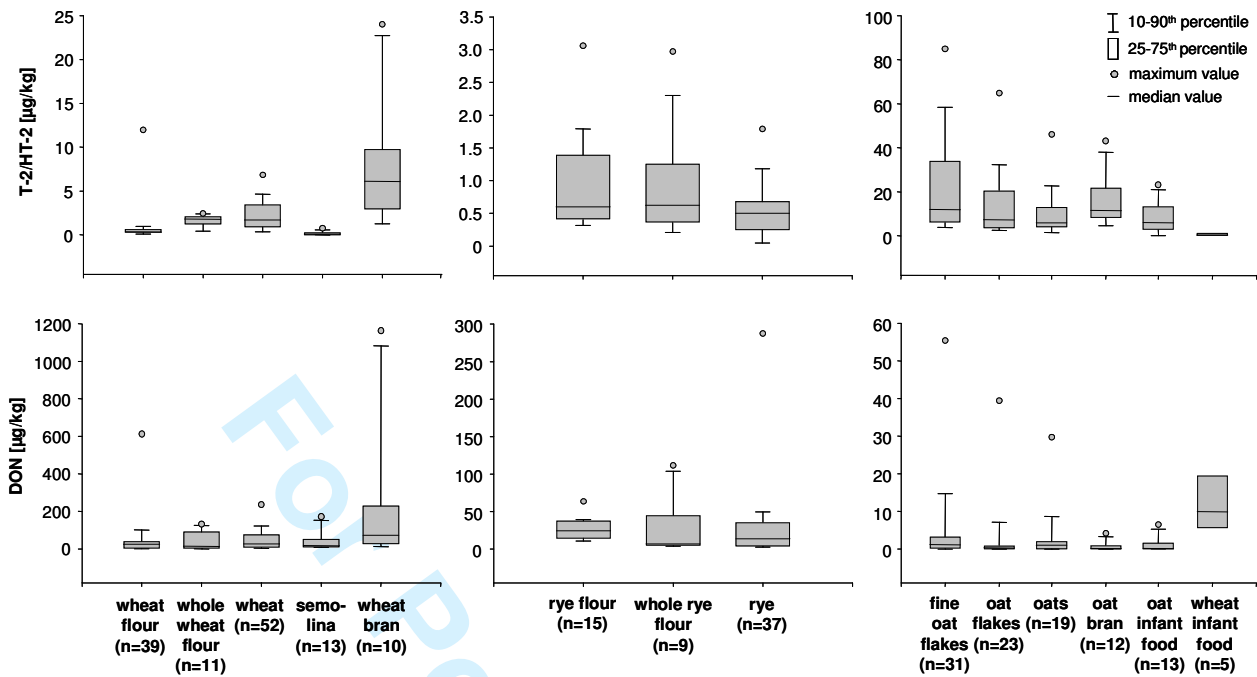 T-2/HT-2 [µg/kg]
25
20
15
10
5
0
3.5
3.0
2.5
2.0
1.5
1.0
0.5
0
100
80
60
40
20
0
10-90th percentile
25-75th percentile
maximum value
median value
DON [µg/kg]
1200
1000
800
600
400
200
0
300
250
200
150
100
50
0
60
50
40
30
20
10
0
wheat
flour
(n=39)
whole
wheat
flour
(n=11)
wheat
(n=52)
semo-
lina
(n=13)
wheat
bran
(n=10)
rye flour
(n=15)
whole rye
flour
(n=9)
rye
(n=37)
fine
oat
flakes
(n=31)
oat
flakes
(n=23)
oats
(n=19)
oat
bran
(n=12)
oat
infant
food
(n=13)
wheat
infant
food
(n=5)
For Pe